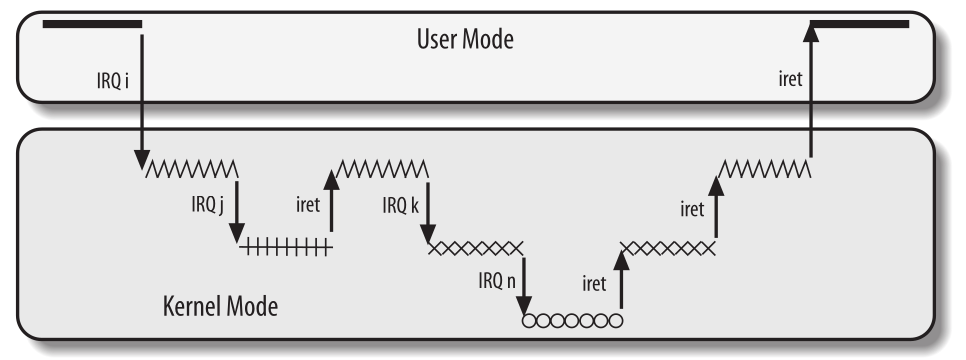 User Mode
IRQ i
iret
IRQ j
iret
IRQ k
iret
IRQ n
iret
Kernel Mode